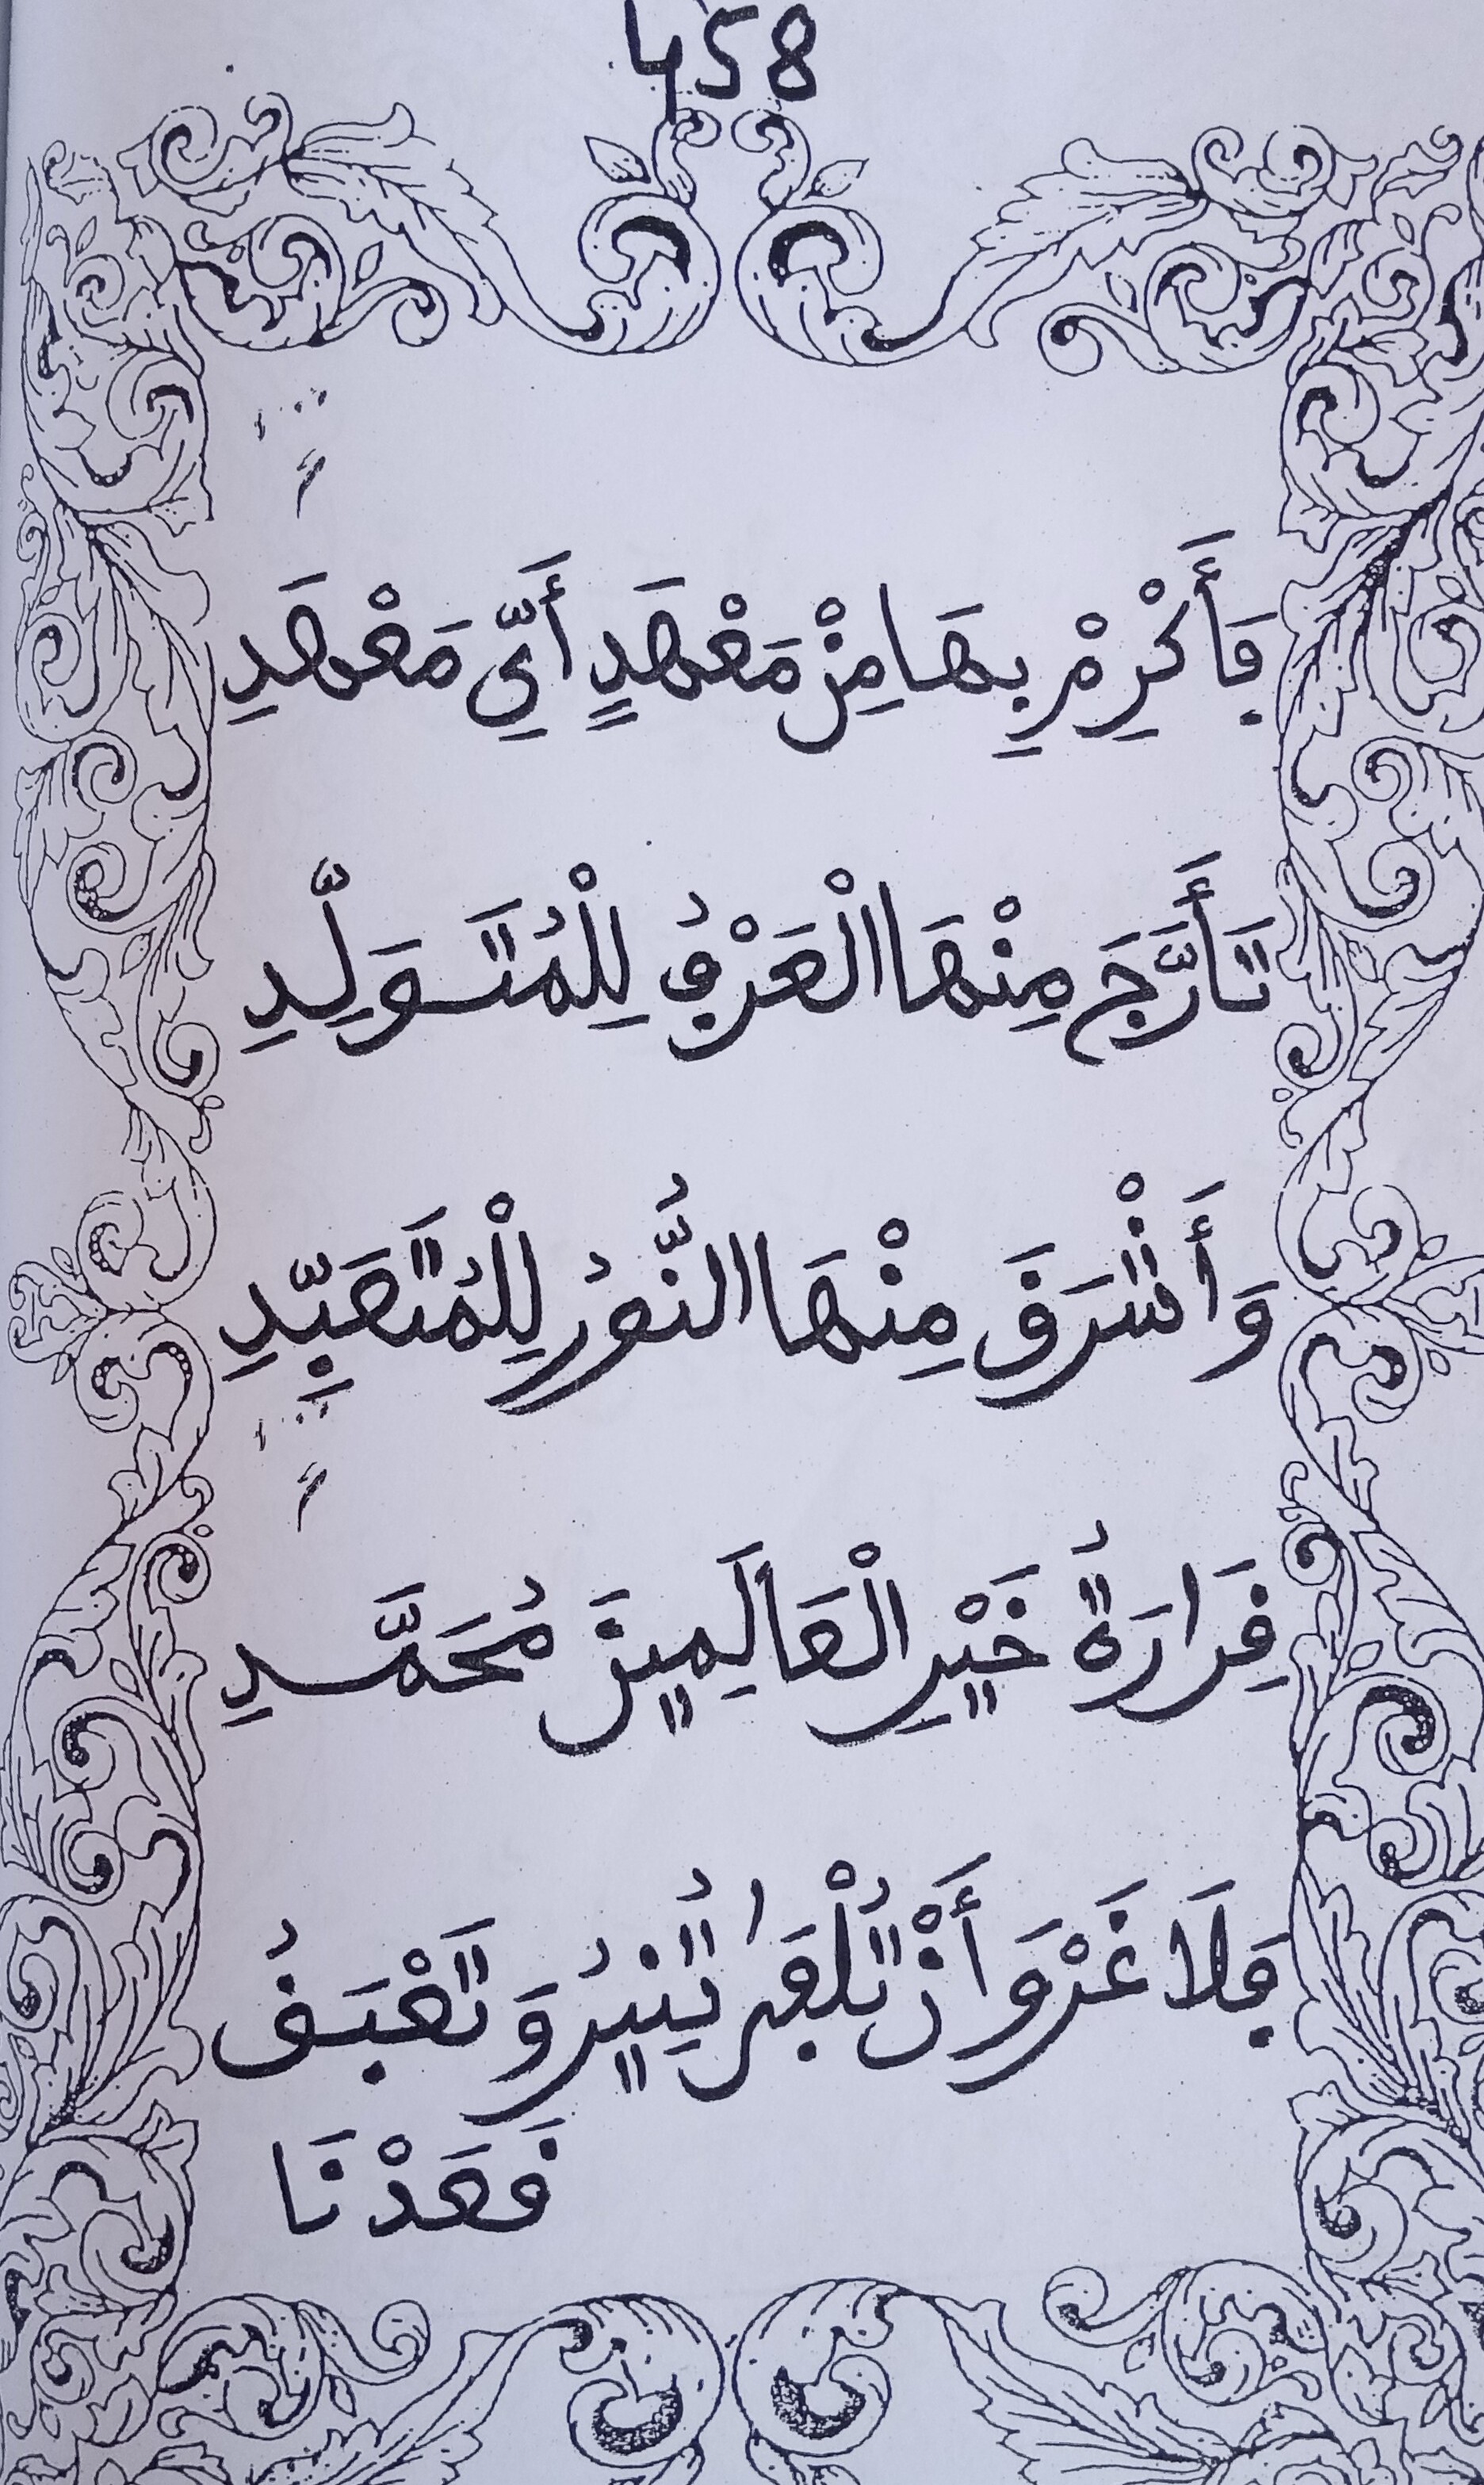 458
فَأَكْرِمْ بِهَا مِنْ مَعْهَدٍ أَيِّ مَعْهَدِ
تَأَرَّجَ مِنْهَا الْعَرْفُ لِلْمُتَوَلِّدِ
وَأَشْرَقَ مِنْهَا النُّورُ لِلْمُتَعَبِّدِ
قِرَارَةُ خَيْرِ الْعَالَمِينَ مُحَمَّدِ
فَلَا غَرْوَ أَنْ تُلْفَىٰ تُنِيرُ وَتَعْبَقُ
قَعَدْنَا